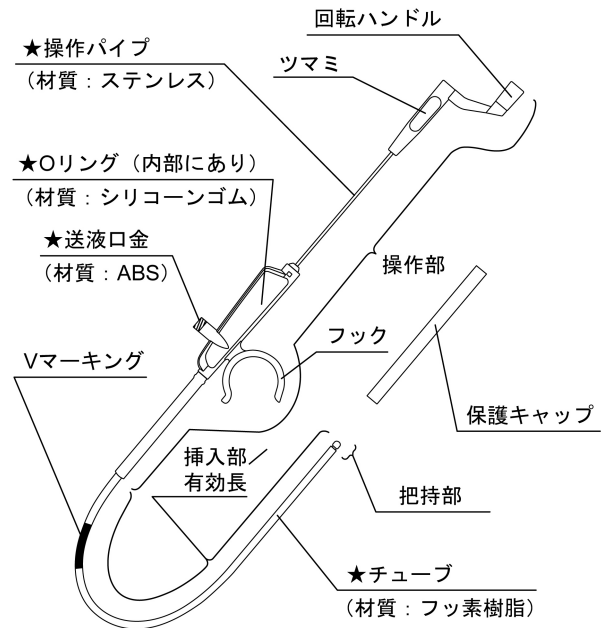 回転ハンドル
★操作パイプ
(材質：ステンレス)
ツマミ
★Oリング（内部にあり）
(材質：シリコーンゴム)
★送液口金
(材質：ABS)
操作部
フック
Vマーキング
保護キャップ
挿入部／
有効長
把持部
★チューブ
(材質：フッ素樹脂)